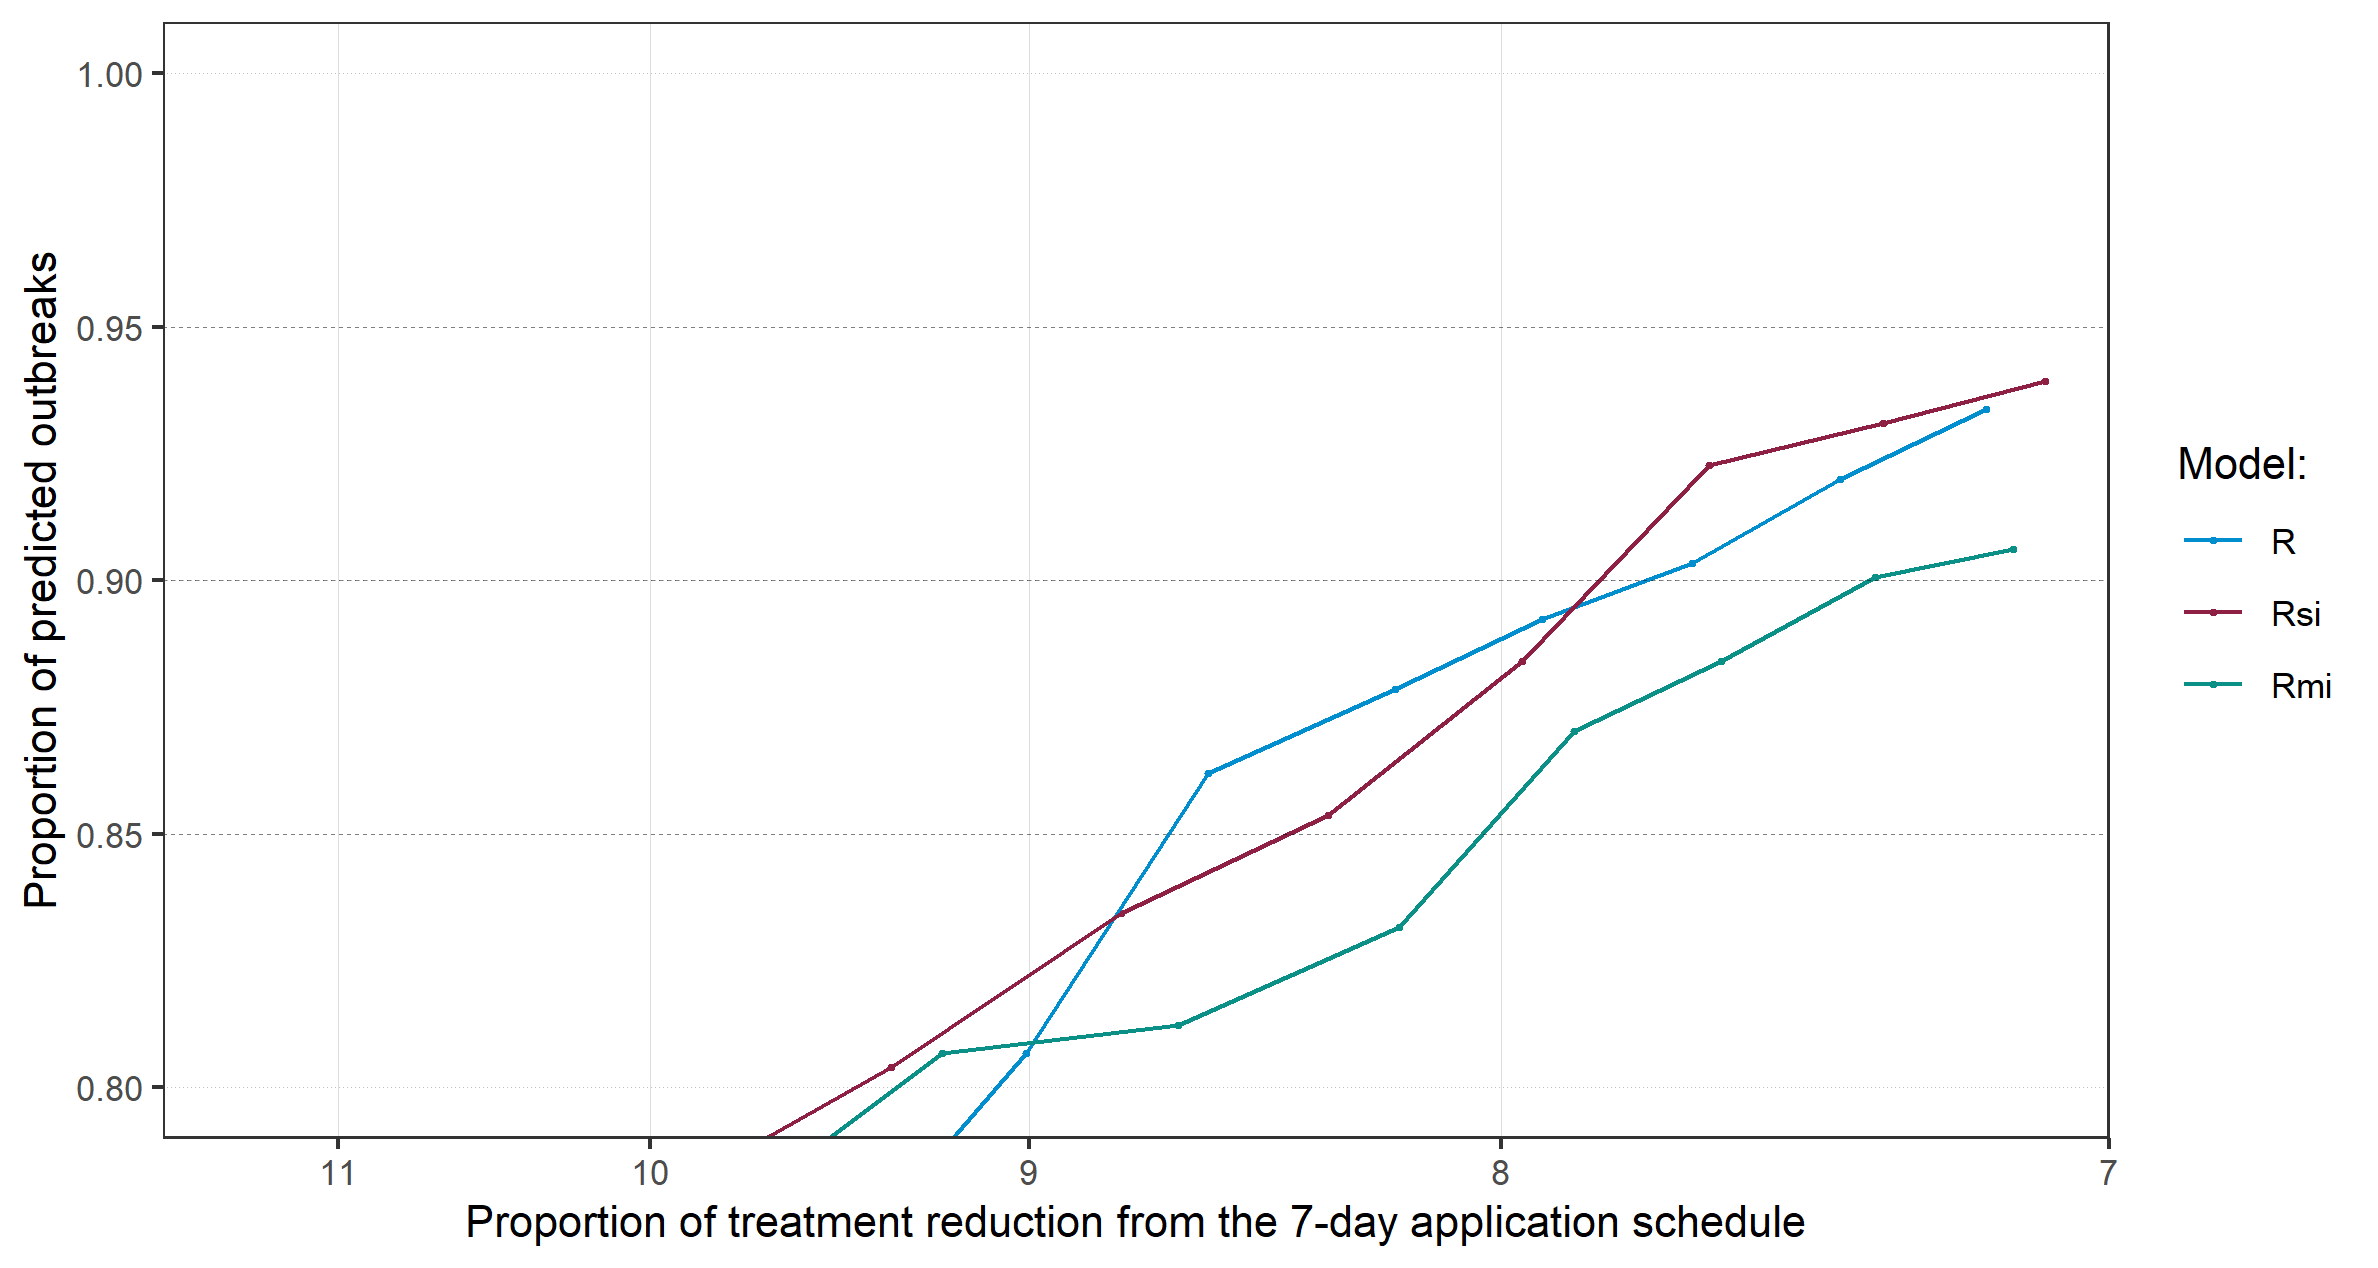 Proportion of predicted outbreaks
1.00
0.95
0.90
0.85
0.80
11 10 9 8 7
Proportion of treatment reduction from the 7-day application schedule
Model:
R
Rsi
Rmi